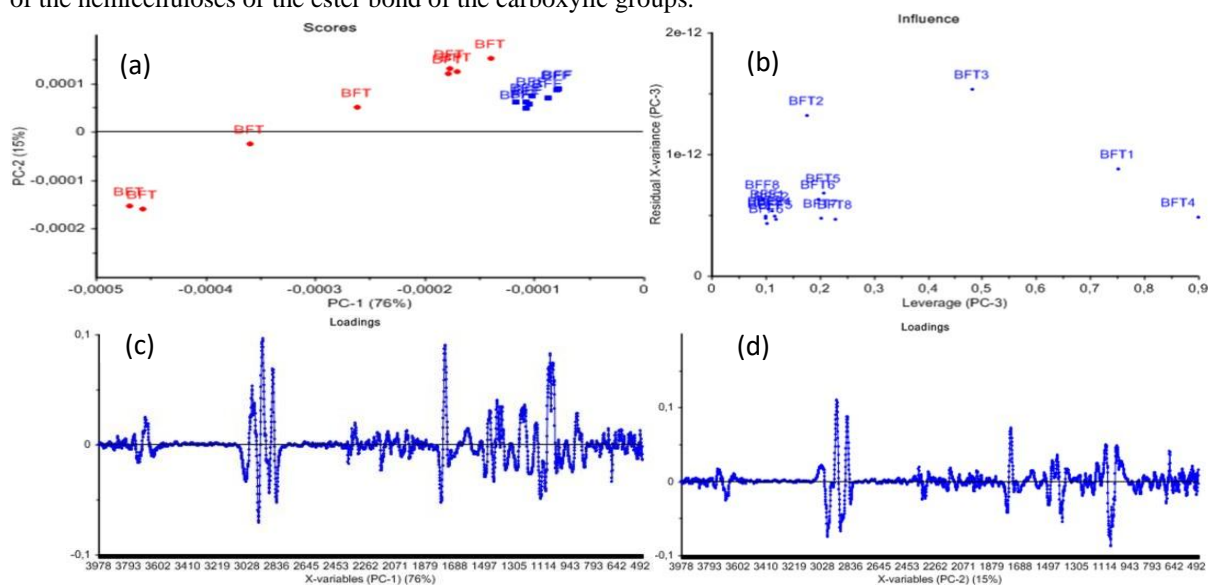 of the hemicelluloses or the ester bond of the carboxylic groups.
Scores
(a)
BFT
BFT
BFT
BFT
BFT
BFT
BFT
BFT
BFF
PC-2 (15%)
0,0001
0
-0,0001
-0,0002
-0,0005 -0,0004 -0,0003 -0,0002 -0,0001 0
PC-1 (76%)
Influence
(b)
Residual X-variance (PC-3)
2e-12
1e-12
0
BFT3
BFT2
BFT1
BFT5
BFT6
BFF8
BFT8
BFT4
0 0,1 0,2 0,3 0,4 0,5 0,6 0,7 0,8 0,9
Leverage (PC-3)
Loadings
(c)
0,1
0
-0,1
3978 3793 3602 3410 3219 3028 2836 2645 2453 2262 2071 1879 1688 1497 1305 1114 943 793 642 492
X-variables (PC-1) (76%)
Loadings
(d)
0,1
0
-0,1
3978 3793 3602 3410 3219 3028 2836 2645 2453 2262 2071 1879 1688 1497 1305 1114 943 793 642 492
X-variables (PC-2) (15%)